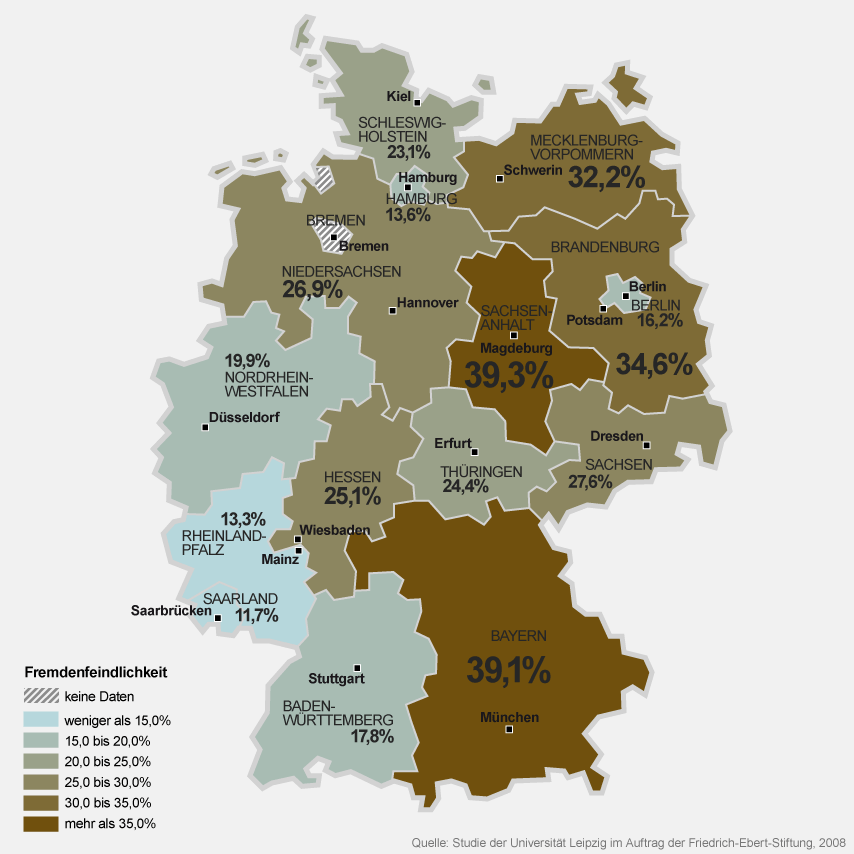 Kiel
SCHLESWIG-
HOLSTEIN
23,1%
MECKLENBURG-
VORPOMMERN
Schwerin
32,2%
Hamburg
HAMBURG
13,6%
BREMEN
Bremen
NIEDERSACHSEN
26,9%
Hannover
BRANDENBURG
Berlin
BERLIN
16,2%
Potsdam
34,6%
SACHSEN-
ANHALT
Magdeburg
39,3%
19,9%
NORDRHEIN-
WESTFALEN
Düsseldorf
Erfurt
THÜRINGEN
24,4%
Dresden
SACHSEN
27,6%
HESSEN
25,1%
Wiesbaden
13,3%
RHEINLAND-
PFALZ
Mainz
SAARLAND
11,7%
Saarbrücken
BAYERN
39,1%
München
Stuttgart
BADEN-
WÜRTTEMBERG
17,8%
Fremdenfeindlichkeit
keine Daten
weniger als 15,0%
15,0 bis 20,0%
20,0 bis 25,0%
25,0 bis 30,0%
30,0 bis 35,0%
mehr als 35,0%
Quelle: Studie der Universität Leipzig im Auftrag der Friedrich-Ebert-Stiftung, 2008